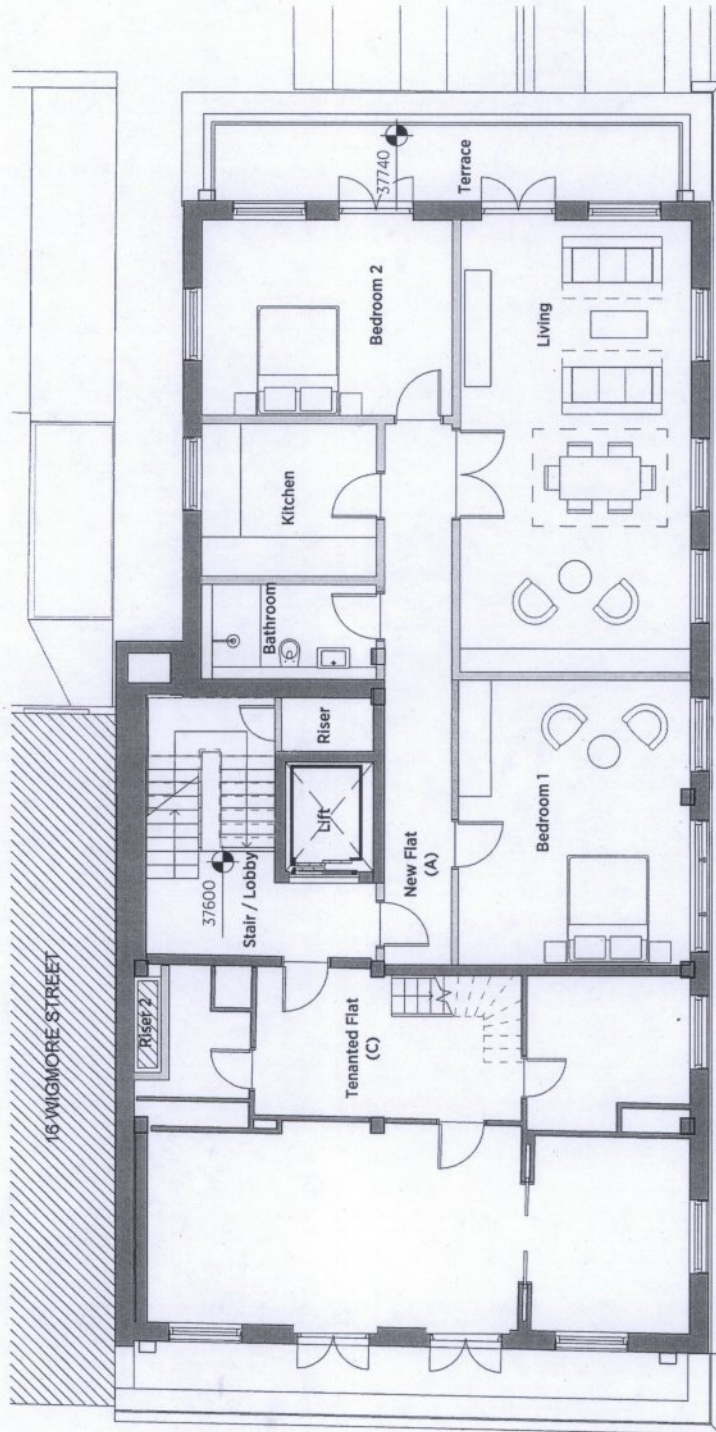 16 WIGMORE STREET
Riser 2
Tenanted Flat
(C)
37600
Stair / Lobby
Lift
Riser
New Flat
(A)
Bedroom 1
Bathroom
Kitchen
Bedroom 2
Living
37740
Terrace